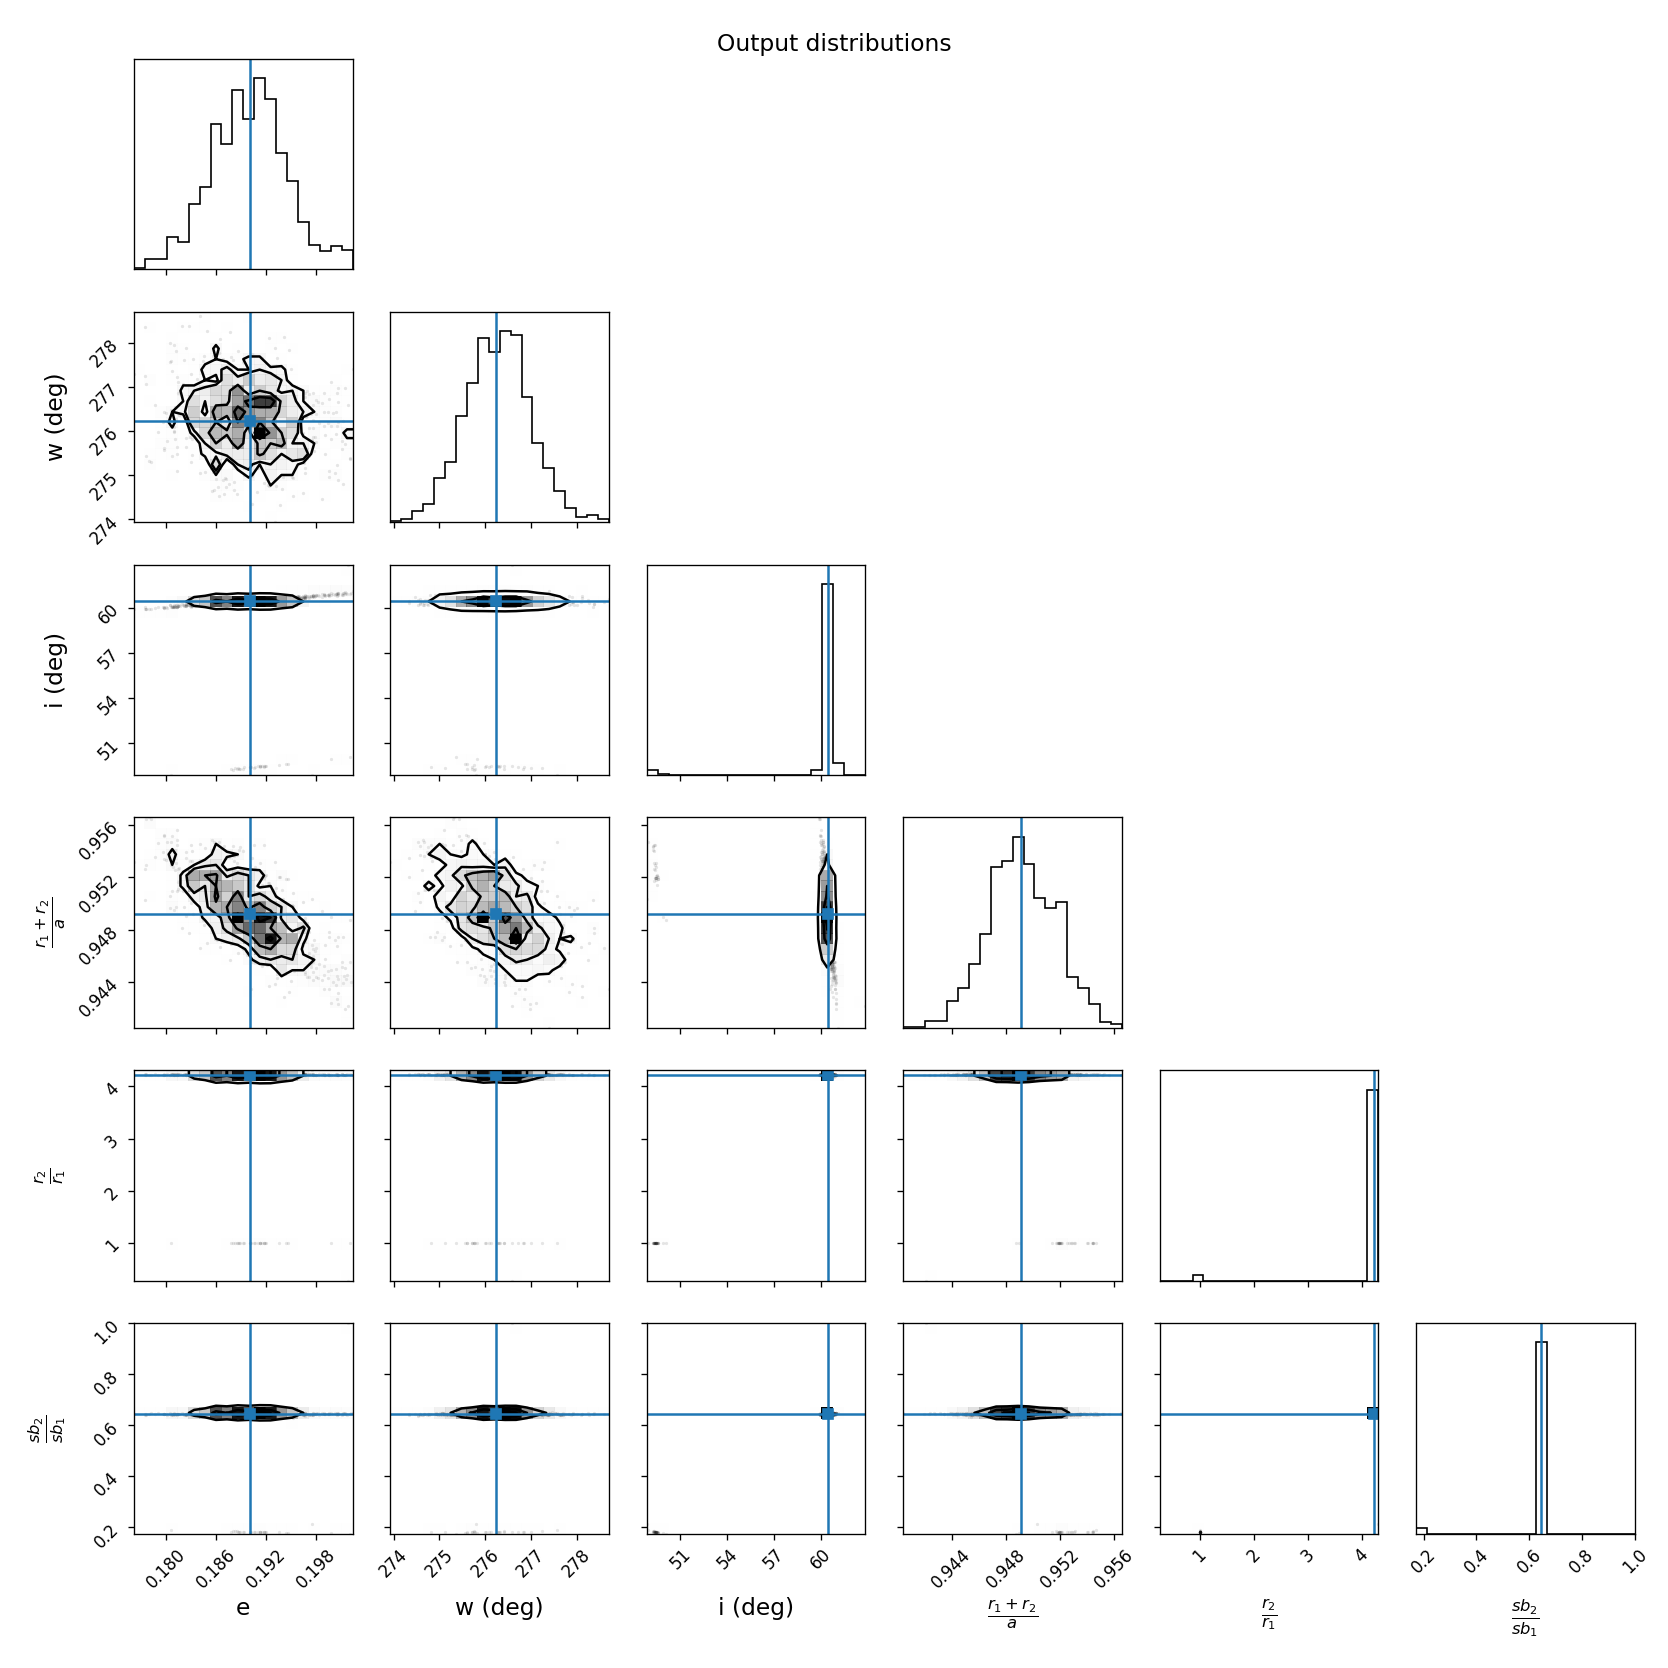 Output distributions
w (deg)
278
277
276
275
274
i (deg)
60
57
54
51
r₁ + r₂
a
0.956
0.952
0.948
0.944
r₂
r₁
4
3
2
1
sb₂
sb₁
1.0
0.8
0.6
0.4
0.2
0.180 0.186 0.192 0.198
274 275 276 277 278
51 54 57 60
0.944 0.948 0.952 0.956
1 2 3 4
0.2 0.4 0.6 0.8 1.0
e
w (deg)
i (deg)
r₁ + r₂
a
r₂
r₁
sb₂
sb₁